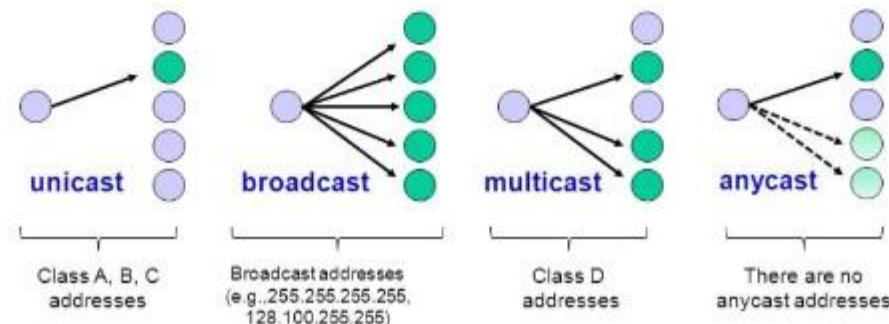 unicast
broadcast
multicast
anycast
Class A, B, C
addresses
Broadcast addresses
(e.g.,255.255.255.255,
128.100.255.255)
Class D
addresses
There are no
anycast addresses